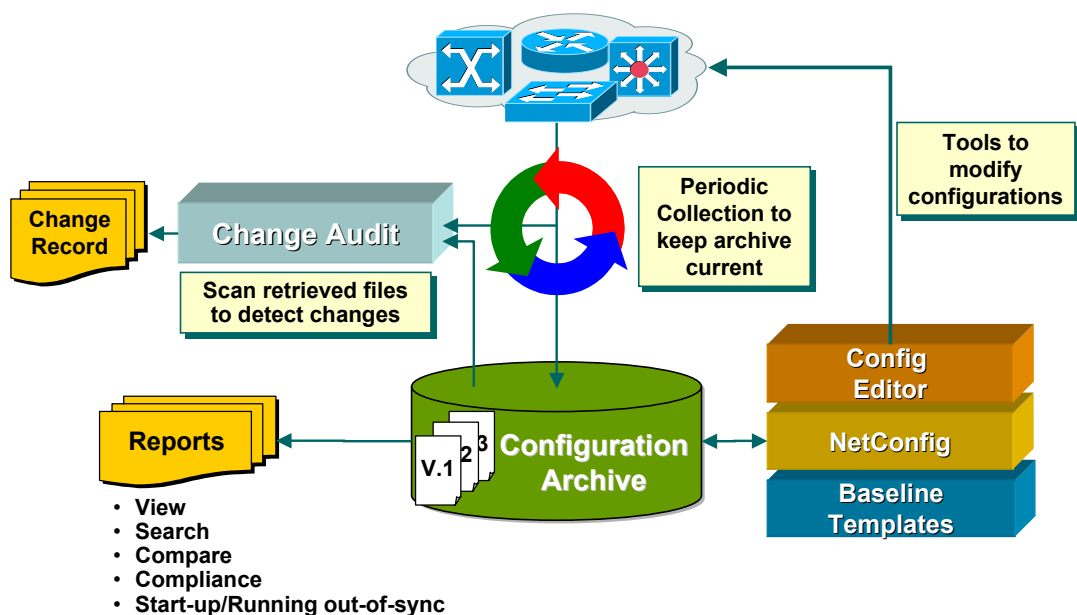 Tools to
modify
configurations
Periodic
Collection to
keep archive
current
Change
Record
Change Audit
Scan retrieved files
to detect changes
Config
Editor
NetConfig
Baseline
Templates
Configuration
Archive
V.1
2
3
Reports
• View
• Search
• Compare
• Compliance
• Start-up/Running out-of-sync